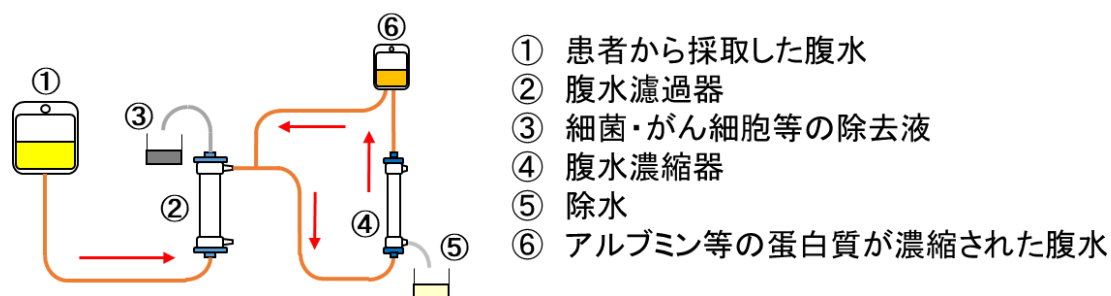 ⑥
①
③
②
④
⑤
① 患者から採取した腹水
② 腹水濾過器
③ 細菌・がん細胞等の除去液
④ 腹水濃縮器
⑤ 除水
⑥ アルブミン等の蛋白質が濃縮された腹水